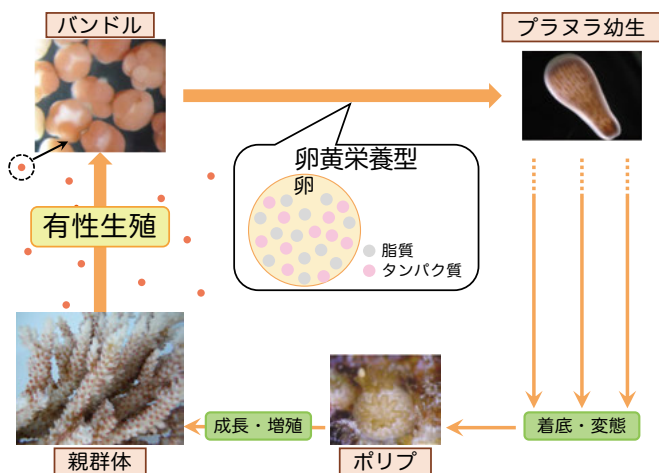 バンドル
プラヌラ幼生
卵黄栄養型
卵
脂質
タンパク質
有性生殖
親群体
成長・増殖
ポリプ
着底・変態